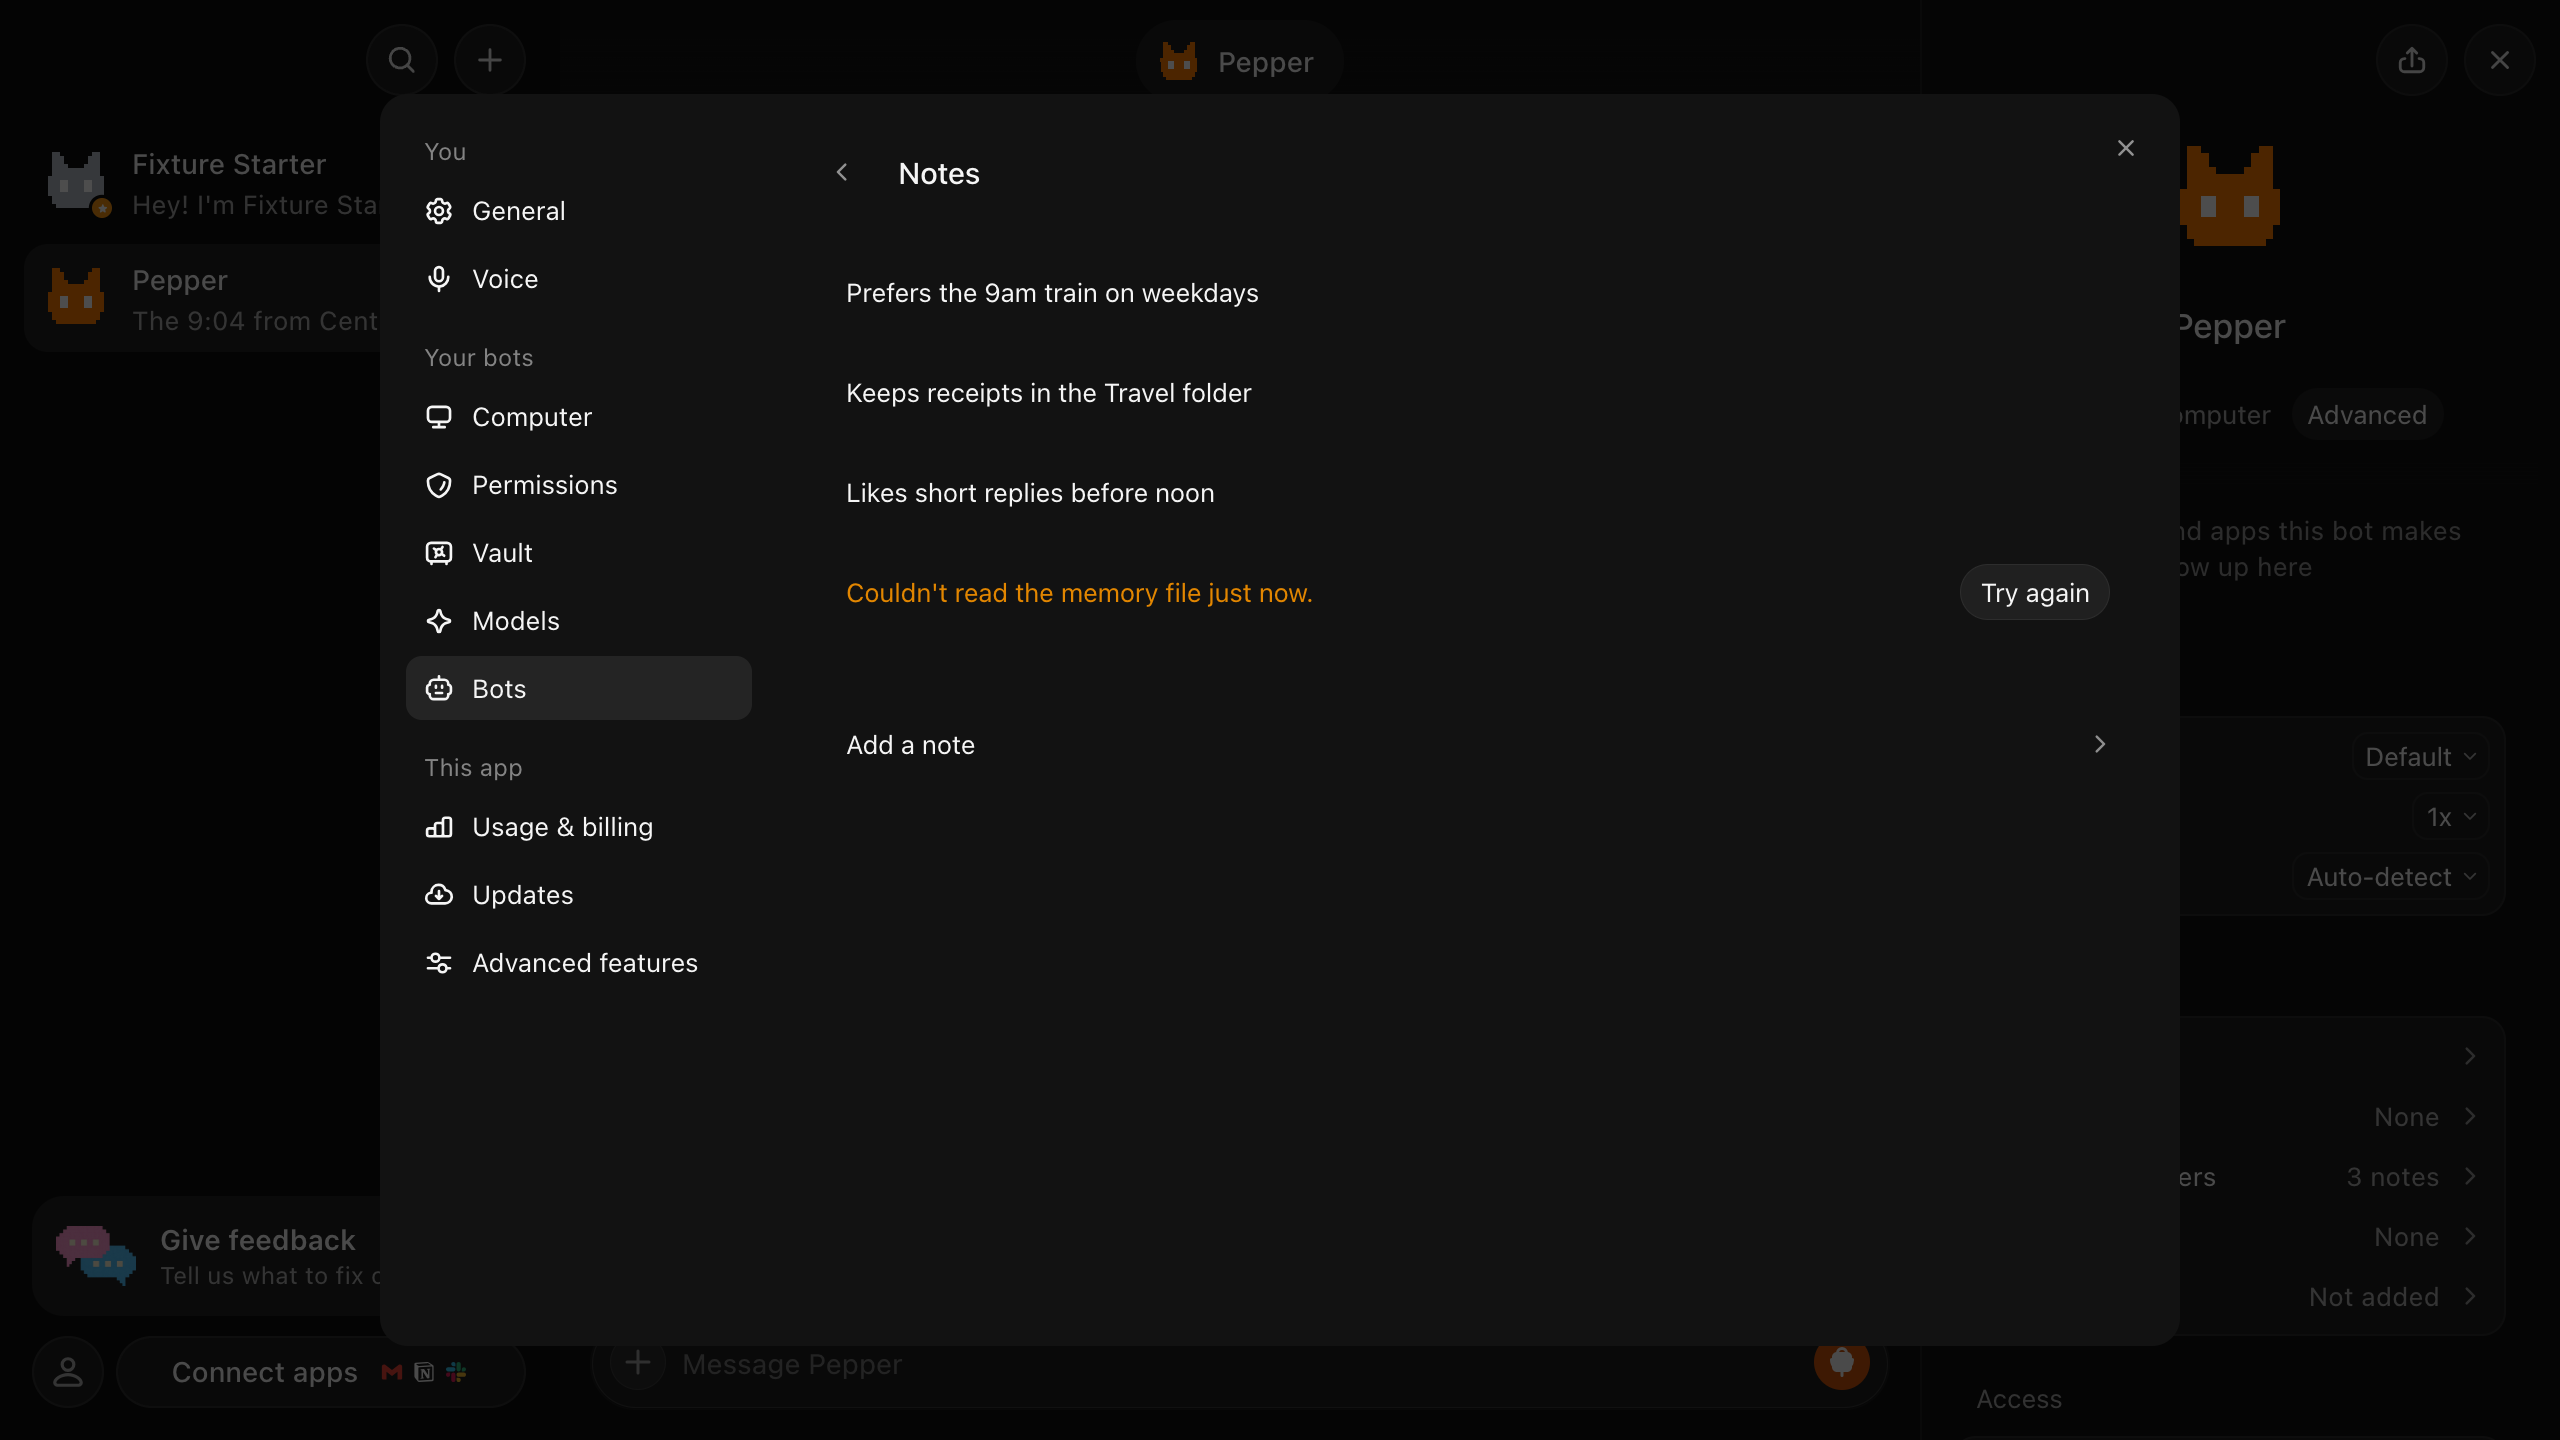 Pepper
Fixture Starter
Hey! I'm Fixture
Pepper
The 9:04 from
You
General
Voice
Your bots
Computer
Permissions
Vault
Models
Bots
This app
Usage & billing
Updates
Advanced features
Notes
Prefers the 9am train on weekdays
Keeps receipts in the Travel folder
Likes short replies before noon
Couldn't read the memory file just now.
Try again
Add a note
Pepper
Advanced
apps this bot makes
up here
Default
1x
Auto-detect
None
3 notes
None
Not added
Access
Give feedback
Tell us what to fix
Connect apps
Message Pepper